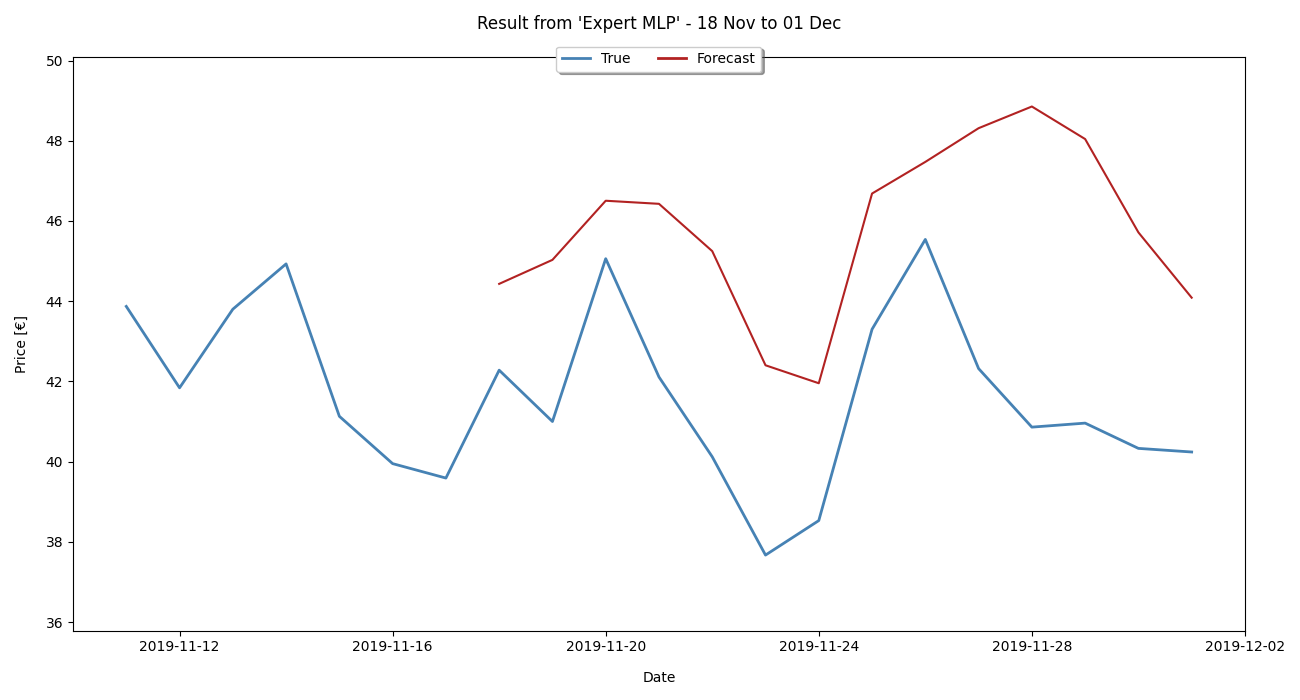 Result from 'Expert MLP' - 18 Nov to 01 Dec
True Forecast
50
48
46
44
42
40
38
36
Price [€]
2019-11-12 2019-11-16 2019-11-20 2019-11-24 2019-11-28 2019-12-02
Date